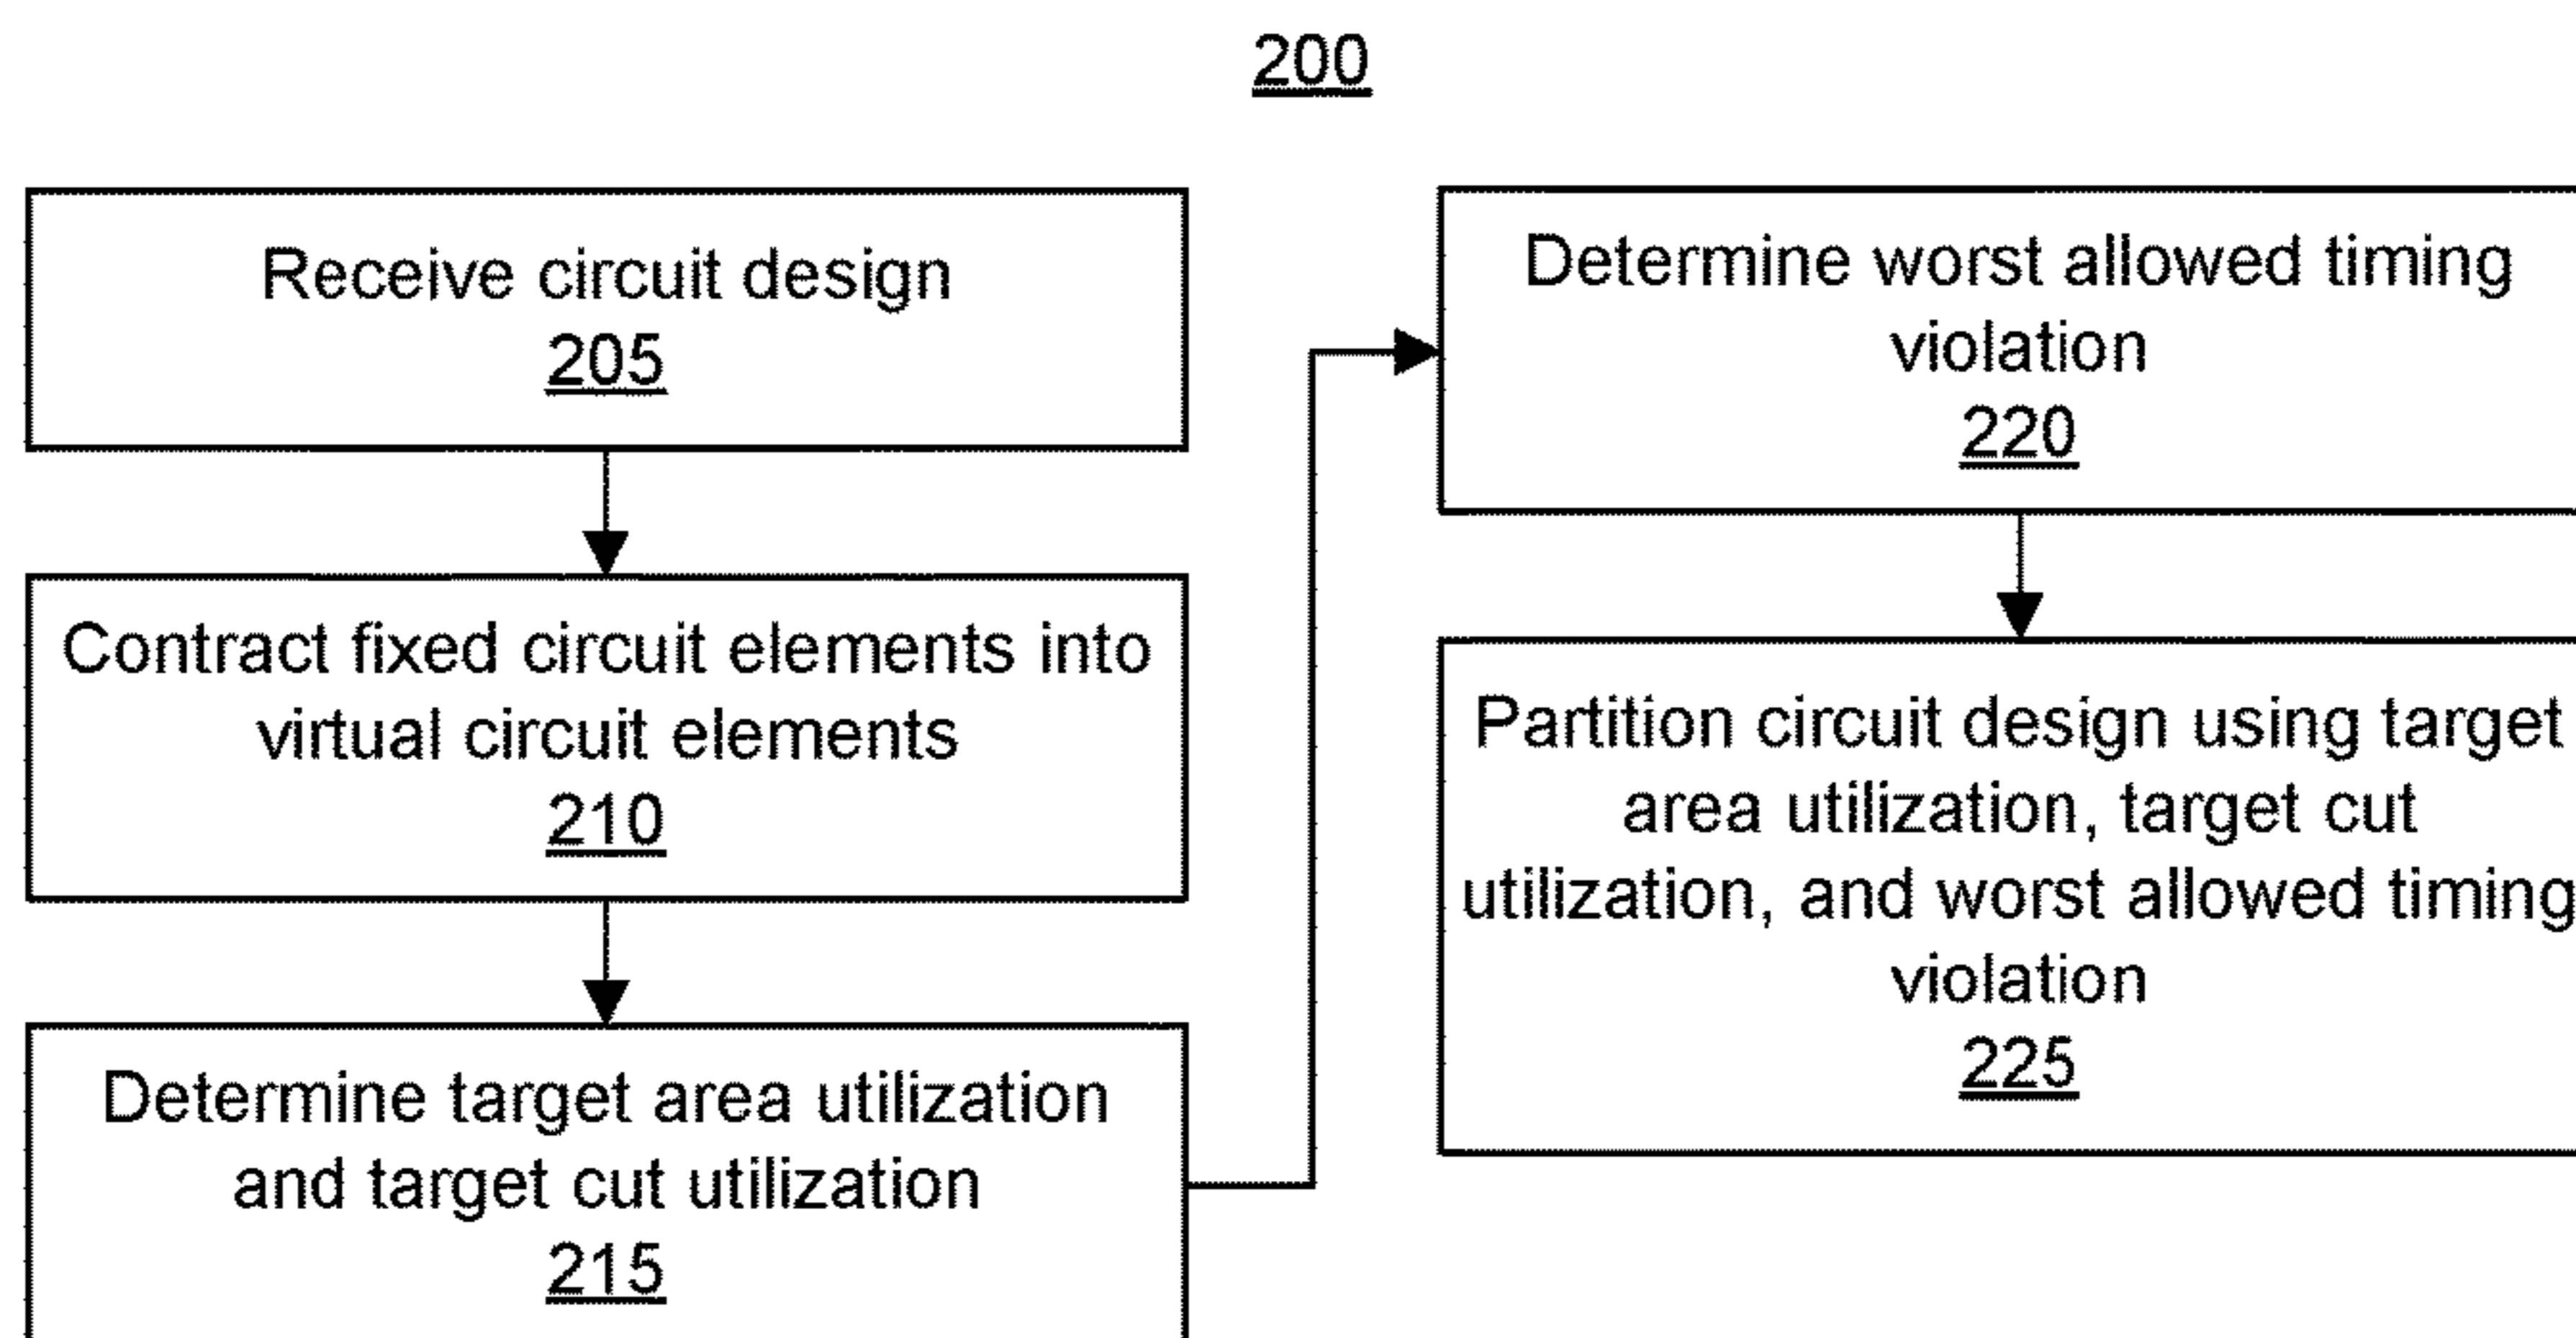 200
Receive circuit design
205
Contract fixed circuit elements into
virtual circuit elements
210
Determine target area utilization
and target cut utilization
215
Determine worst allowed timing
violation
220
Partition circuit design using target
area utilization, target cut
utilization, and worst allowed timing
violation
225